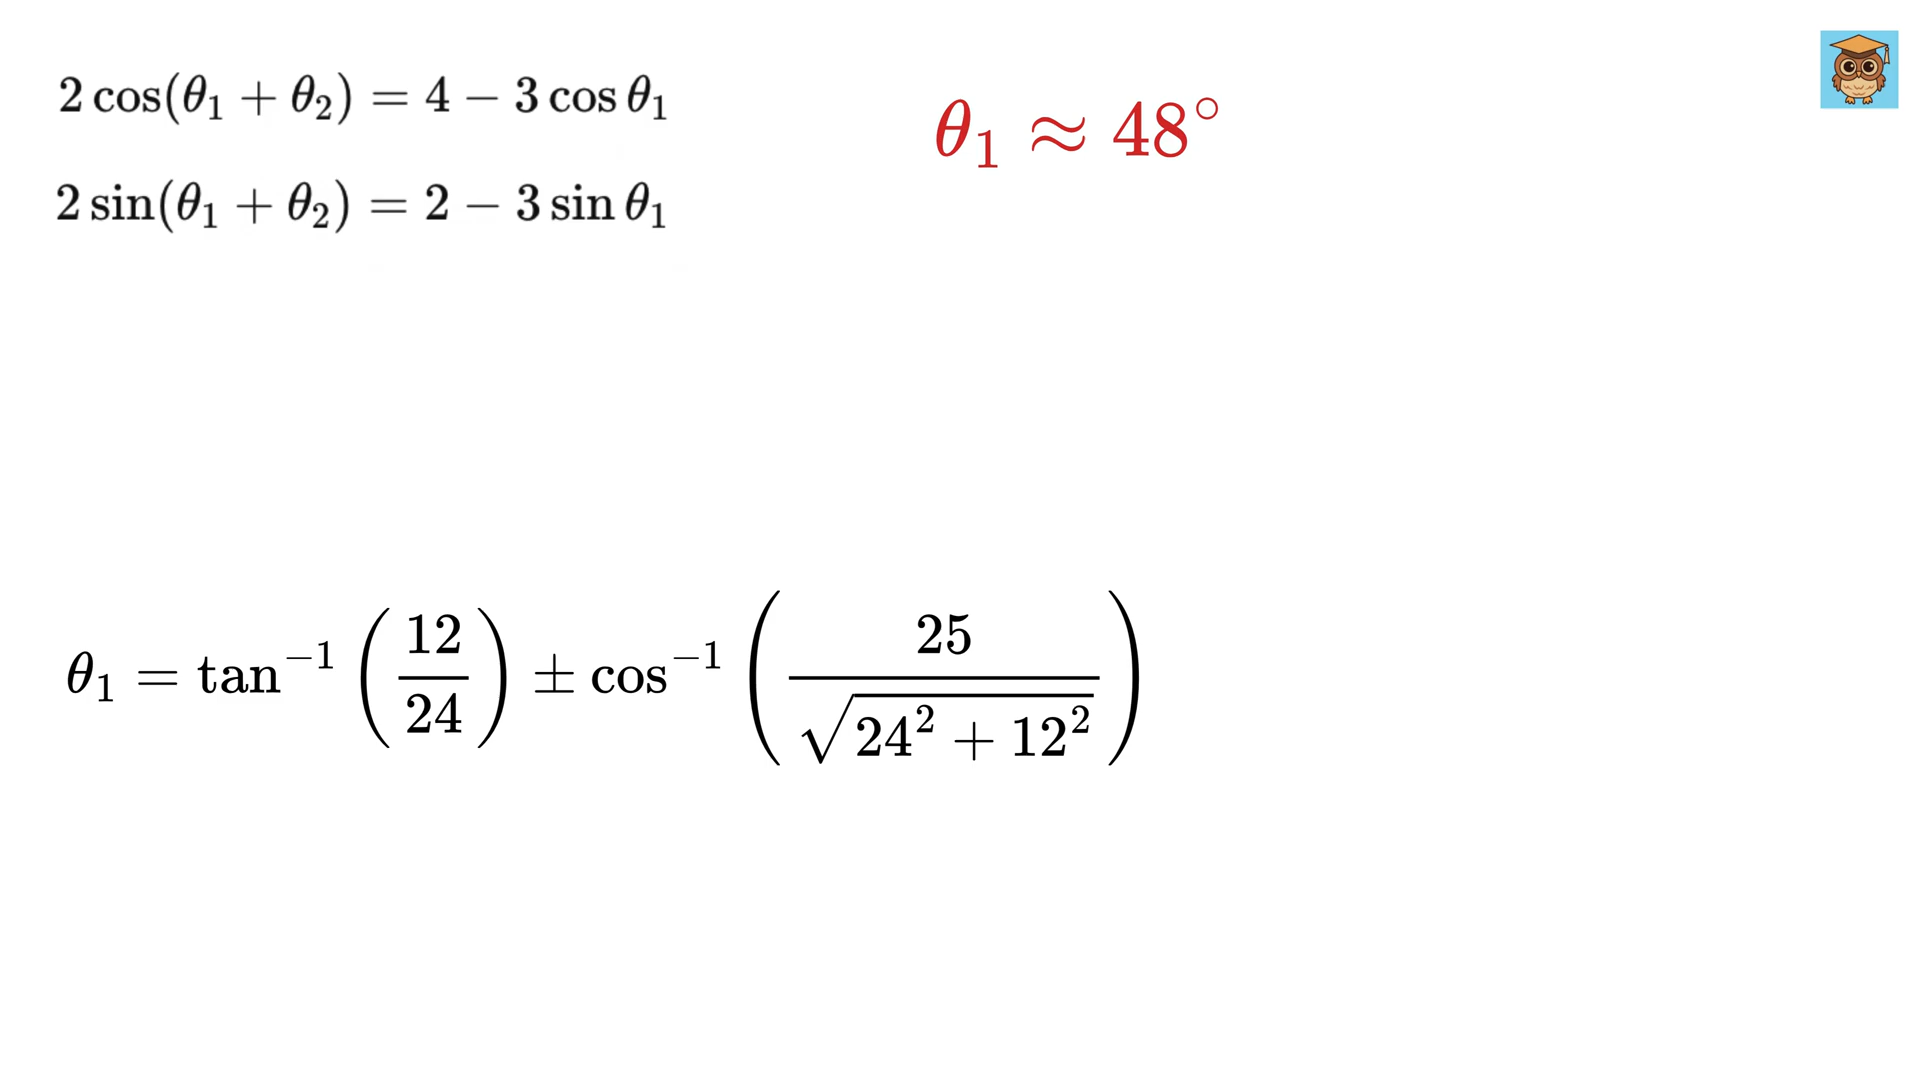 2 cos(θ₁ + θ₂) = 4 − 3 cos θ₁
2 sin(θ₁ + θ₂) = 2 − 3 sin θ₁
θ₁ ≈ 48°
θ₁ = tan⁻¹ (12/24) ± cos⁻¹ (25/√(24² + 12²))